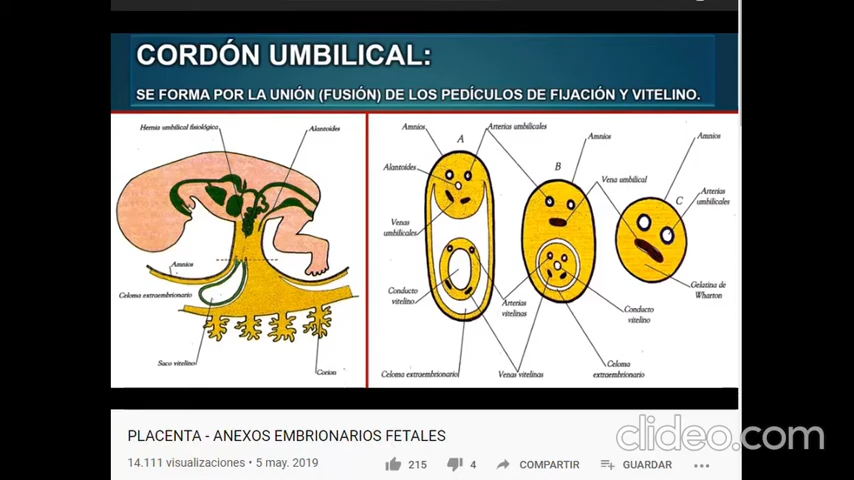 CORDÓN UMBILICAL:
SE FORMA POR LA UNIÓN (FUSIÓN) DE LOS PEDÍCULOS DE FIJACIÓN Y VITELINO.
Hernia umbilical fisiológica
Alantoides
Amnios
Celoma extraembrionario
Saco vitelino
Corion
Amnios
A
Arterias umbilicales
Amnios
Amnios
Alantoides
B
Vena umbilical
C
Arterias
umbilicales
Venas
umbilicales
Conducto
vitelino
Arterias
vitelinas
Gelatina de
Wharton
Conducto
vitelino
Celoma extraembrionario
Venas vitelinas
Celoma
extraembrionario
PLACENTA - ANEXOS EMBRIONARIOS FETALES
14.111 visualizaciones • 5 may. 2019
215
4
COMPARTIR
GUARDAR
clideo.com